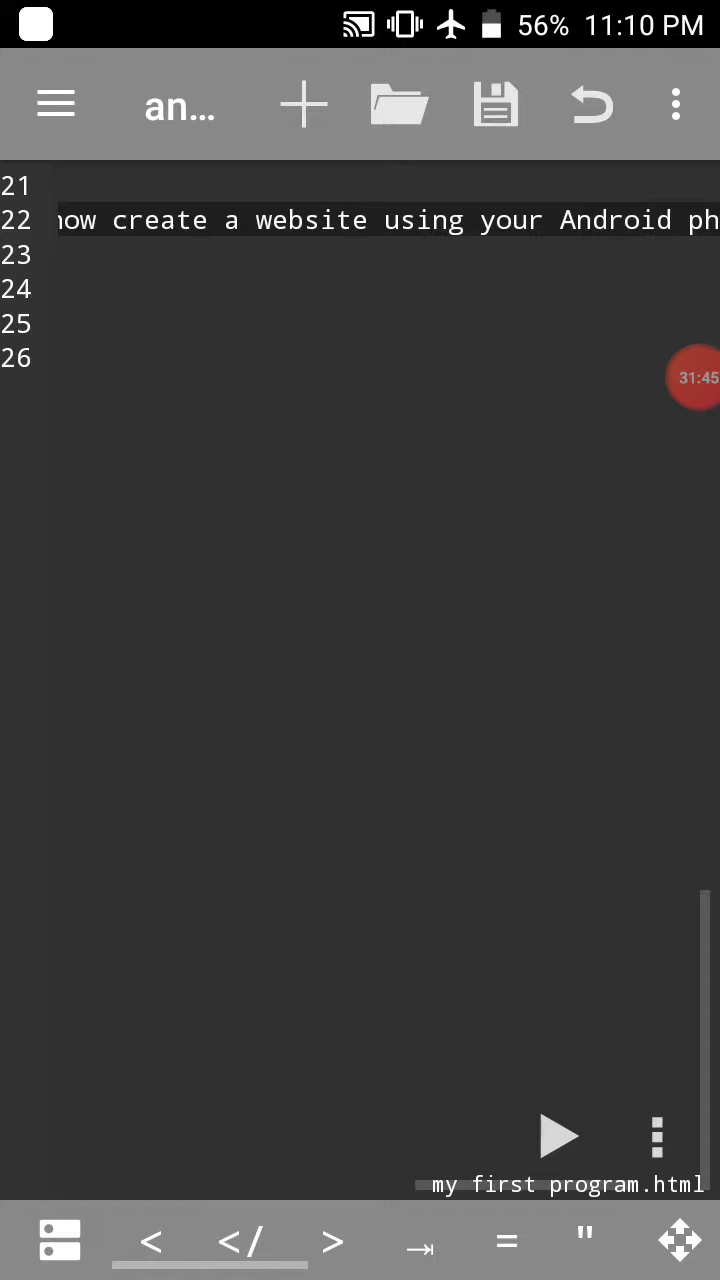 56% 11:10 PM
an...
21
22 how create a website using your Android ph
23
24
25
26
31:45
my first program.html
< </ > ⇥ = "